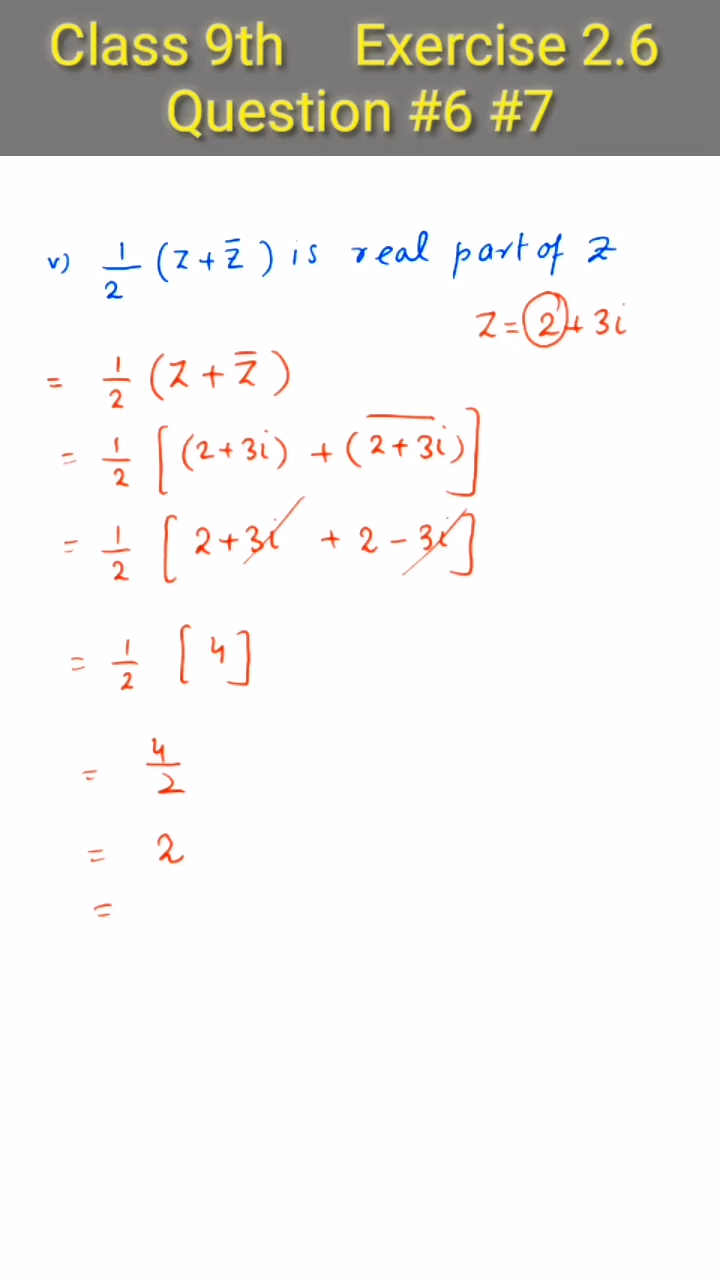 Class 9th Exercise 2.6
Question #6 #7
v) 1/2 (z + z̄) is real part of z
z = 2 + 3i
= 1/2 (z + z̄)
= 1/2 [(2 + 3i) + (‾2 + 3i‾)]
= 1/2 [2 + 3i + 2 - 3i]
= 1/2 [4]
= 4/2
= 2
=